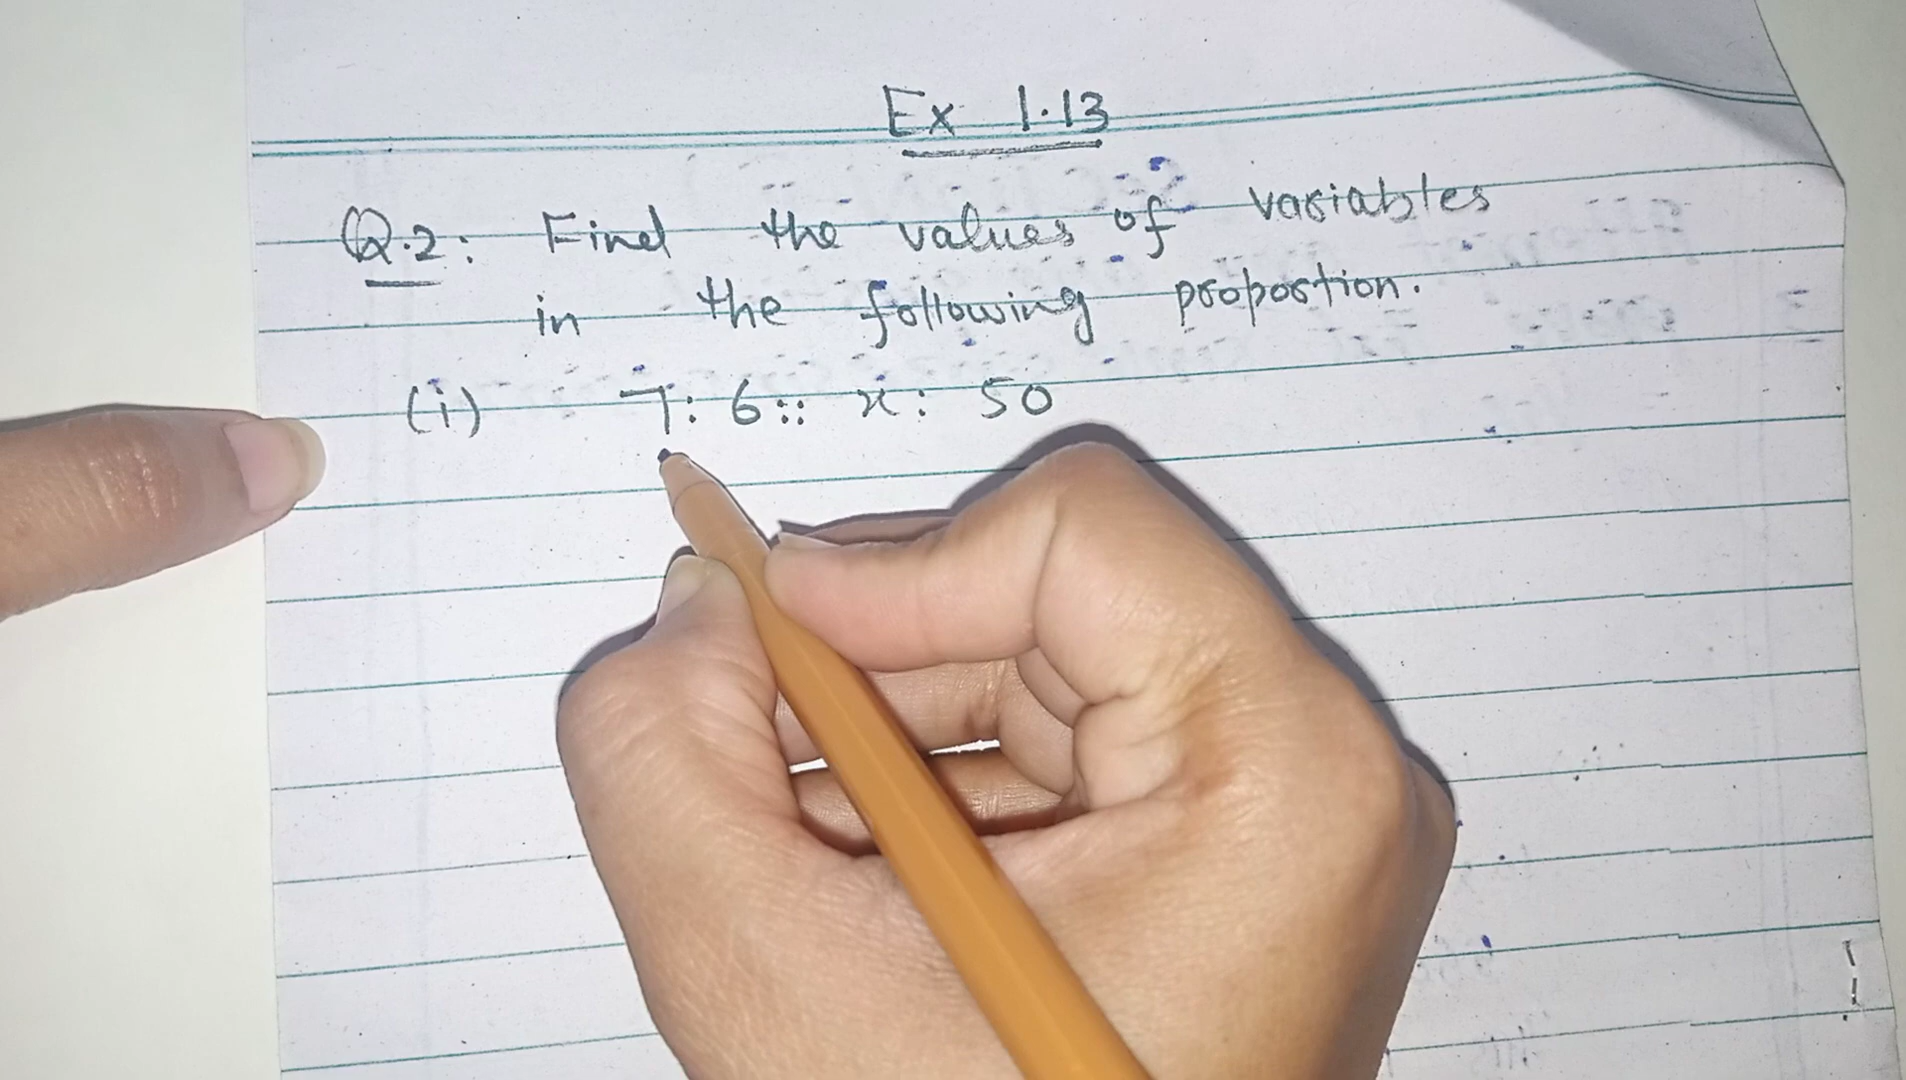 Ex 1.13
Q.2: Find the values of variables
in the following proportion.
(i) 7: 6:: x: 50